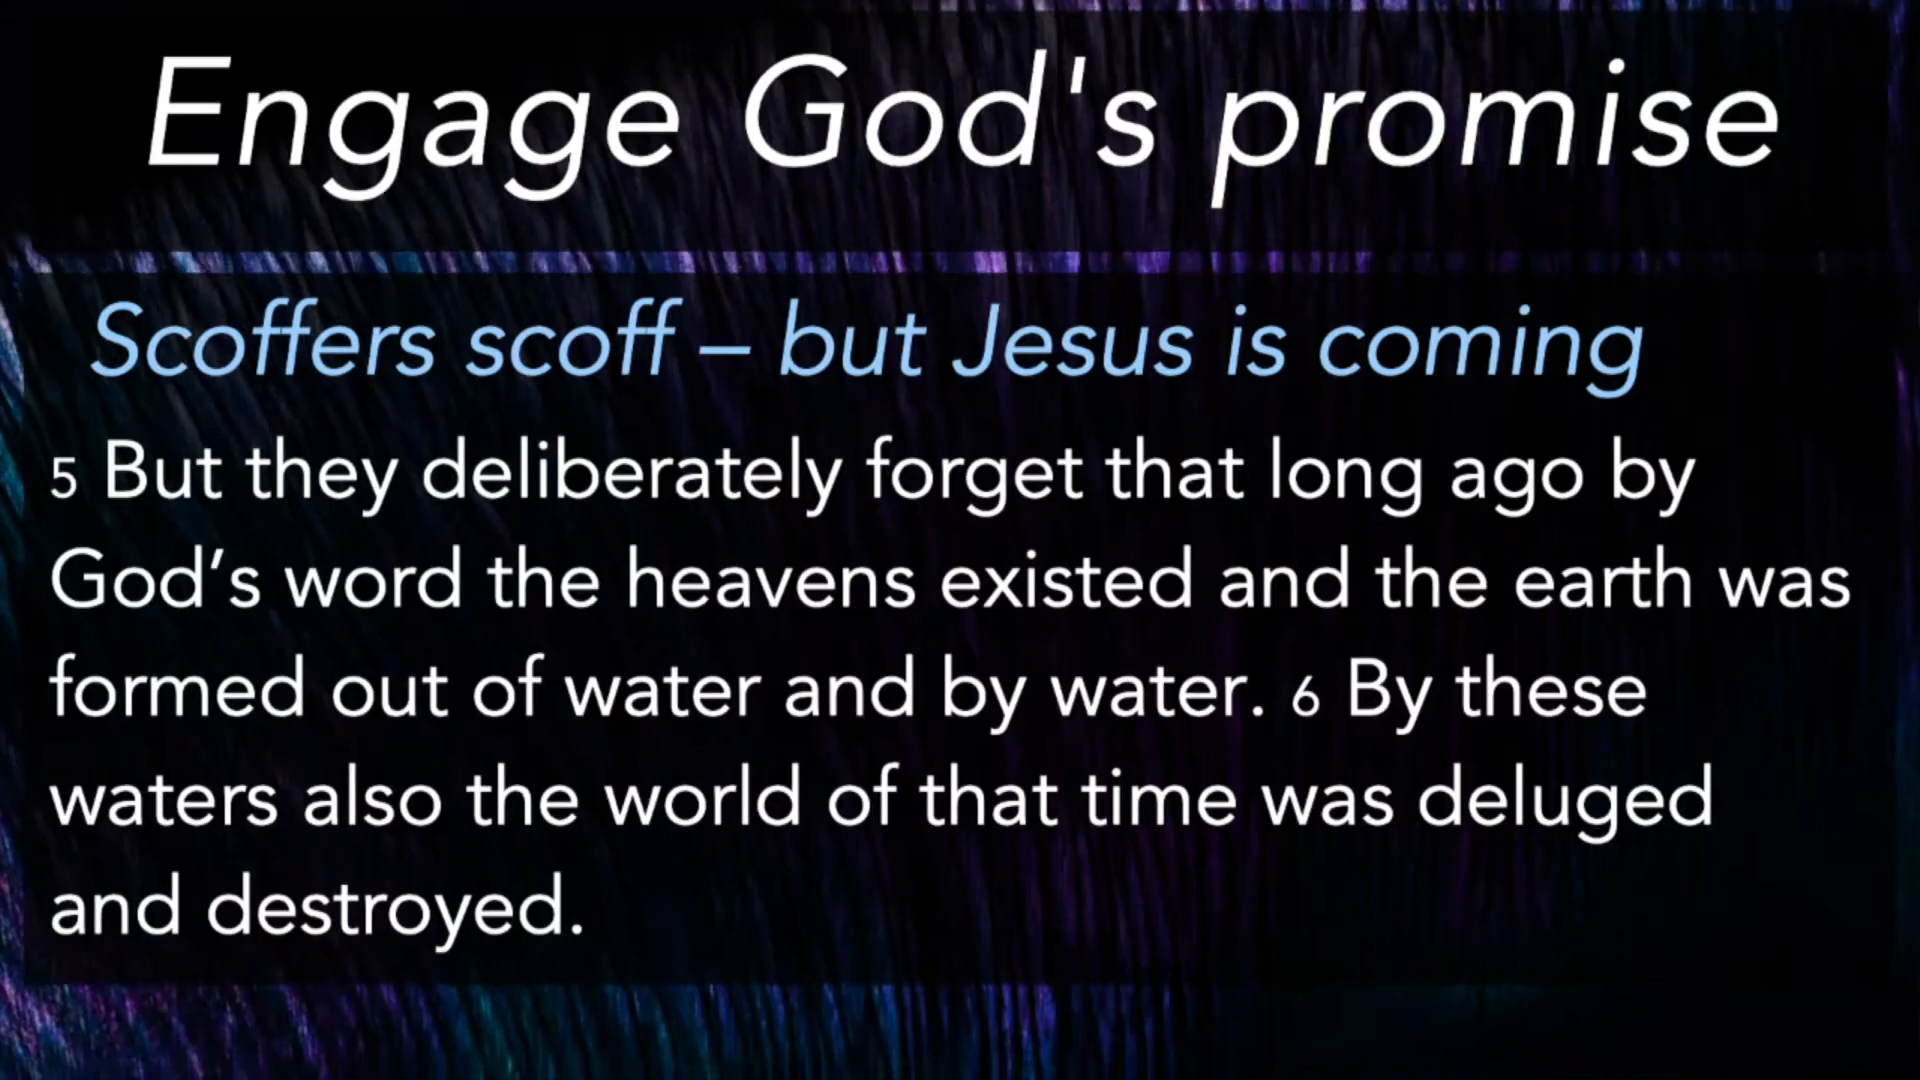 Engage God's promise
Scoffers scoff – but Jesus is coming
5 But they deliberately forget that long ago by
God’s word the heavens existed and the earth was
formed out of water and by water. 6 By these
waters also the world of that time was deluged
and destroyed.